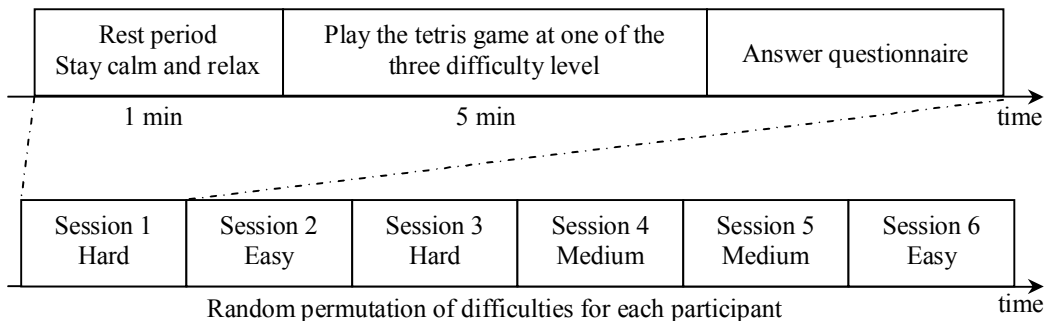 Rest period
Stay calm and relax
Play the tetris game at one of the
three difficulty level
Answer questionnaire
1 min
5 min
time
Session 1
Hard
Session 2
Easy
Session 3
Hard
Session 4
Medium
Session 5
Medium
Session 6
Easy
Random permutation of difficulties for each participant
time